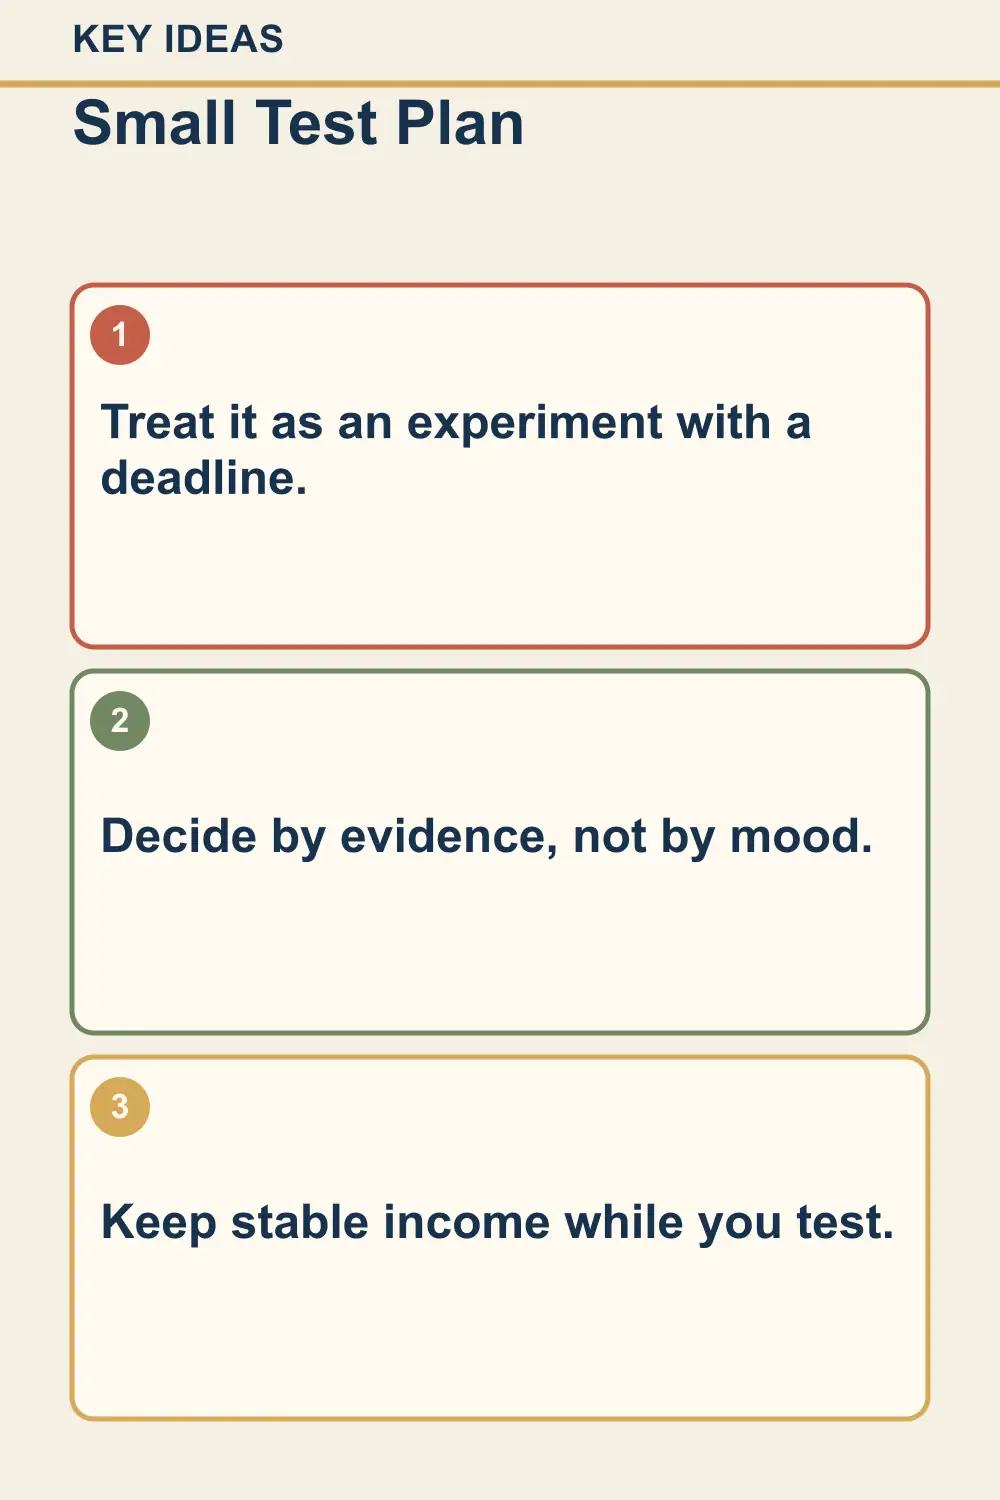 KEY IDEAS
Small Test Plan
1
Treat it as an experiment with a
deadline.
2
Decide by evidence, not by mood.
3
Keep stable income while you test.